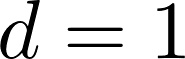 d = 1